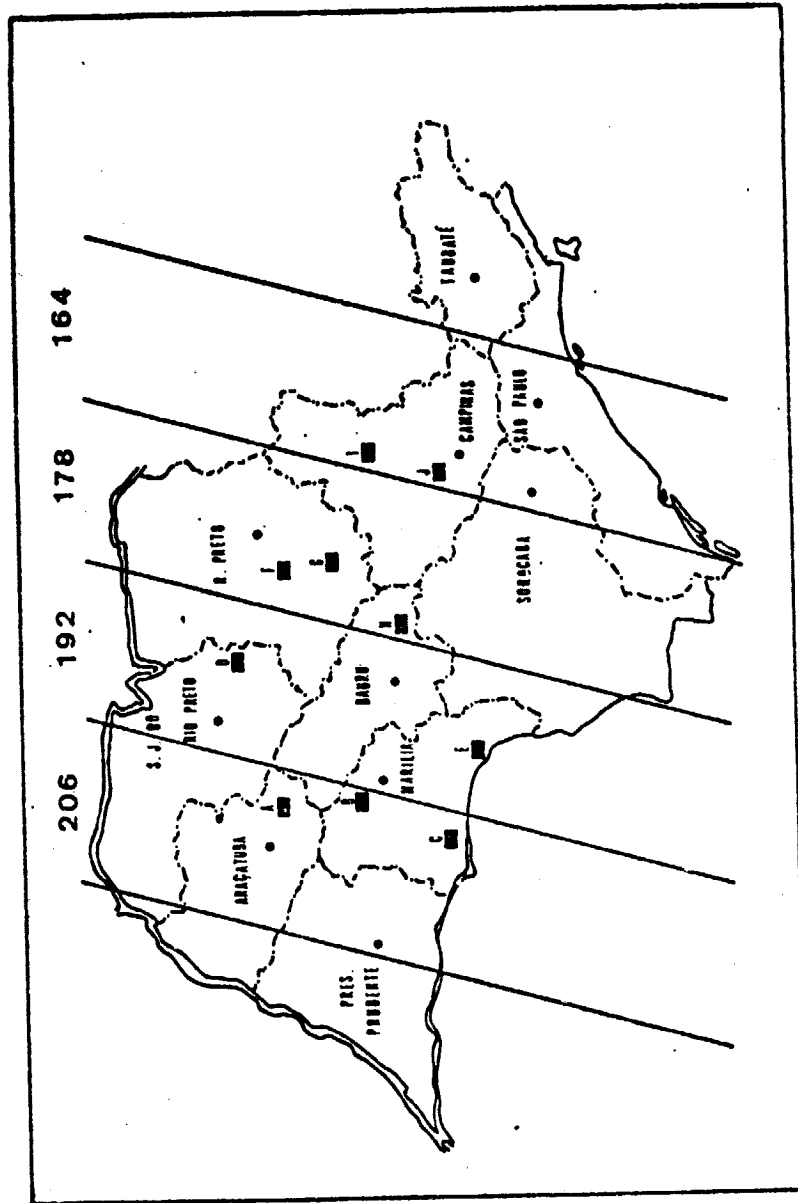 206
192
178
164
S. J. DO
RIO PRETO
R. PRETO
ARAÇATUBA
A
D
F
G
I
PRES.
PRUDENTE
B
MARILIA
BAURU
H
J
CAMPINAS
TAUBATÉ
C
E
SOROCABA
SÃO PAULO